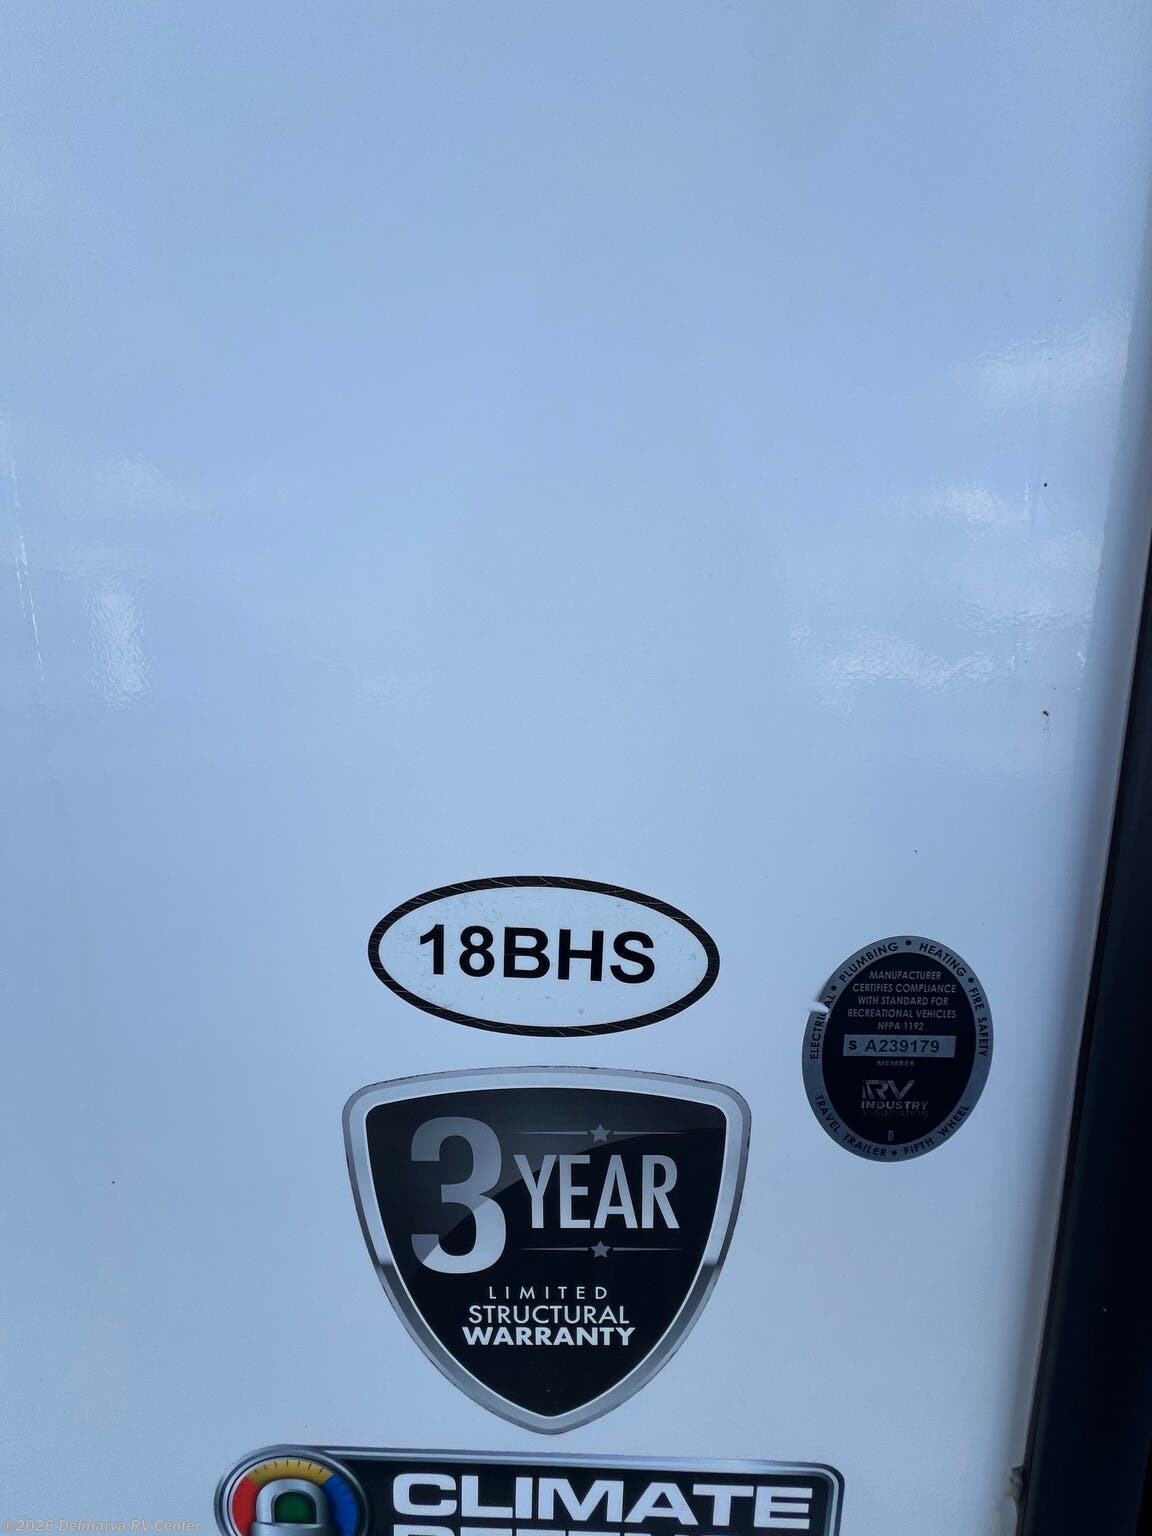 18BHS
ELECTRICAL • PLUMBING • HEATING • FIRE SAFETY
MANUFACTURER
CERTIFIES COMPLIANCE
WITH STANDARD FOR
RECREATIONAL VEHICLES
NFPA 1192
S A239179
MEMBER
RV
INDUSTRY
ASSOCIATION
D
TRAVEL TRAILER • FIFTH WHEEL
3 YEAR
LIMITED
STRUCTURAL
WARRANTY
CLIMATE
©2026 Delmarva RV Center